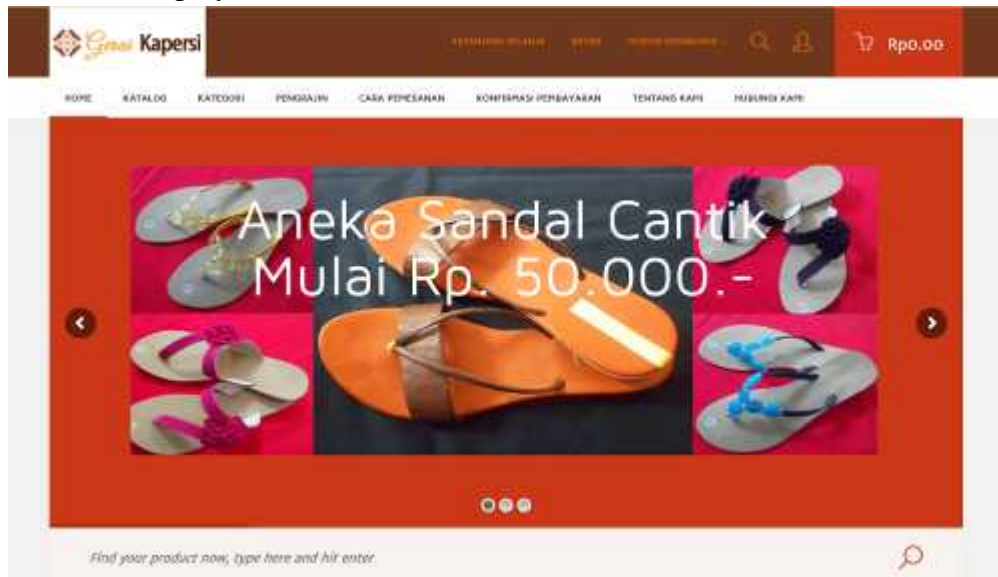 Gerai Kapersi
Rp0.00
HOME KATALOG KATEGORI PENGRAJIN CARA PEMESANAN KONFIRMASI PEMBAYARAN TENTANG KAMI HUBUNGI KAMI
Aneka Sandal Cantik
Mulai Rp. 50.000.-
Find your product now, type here and hit enter